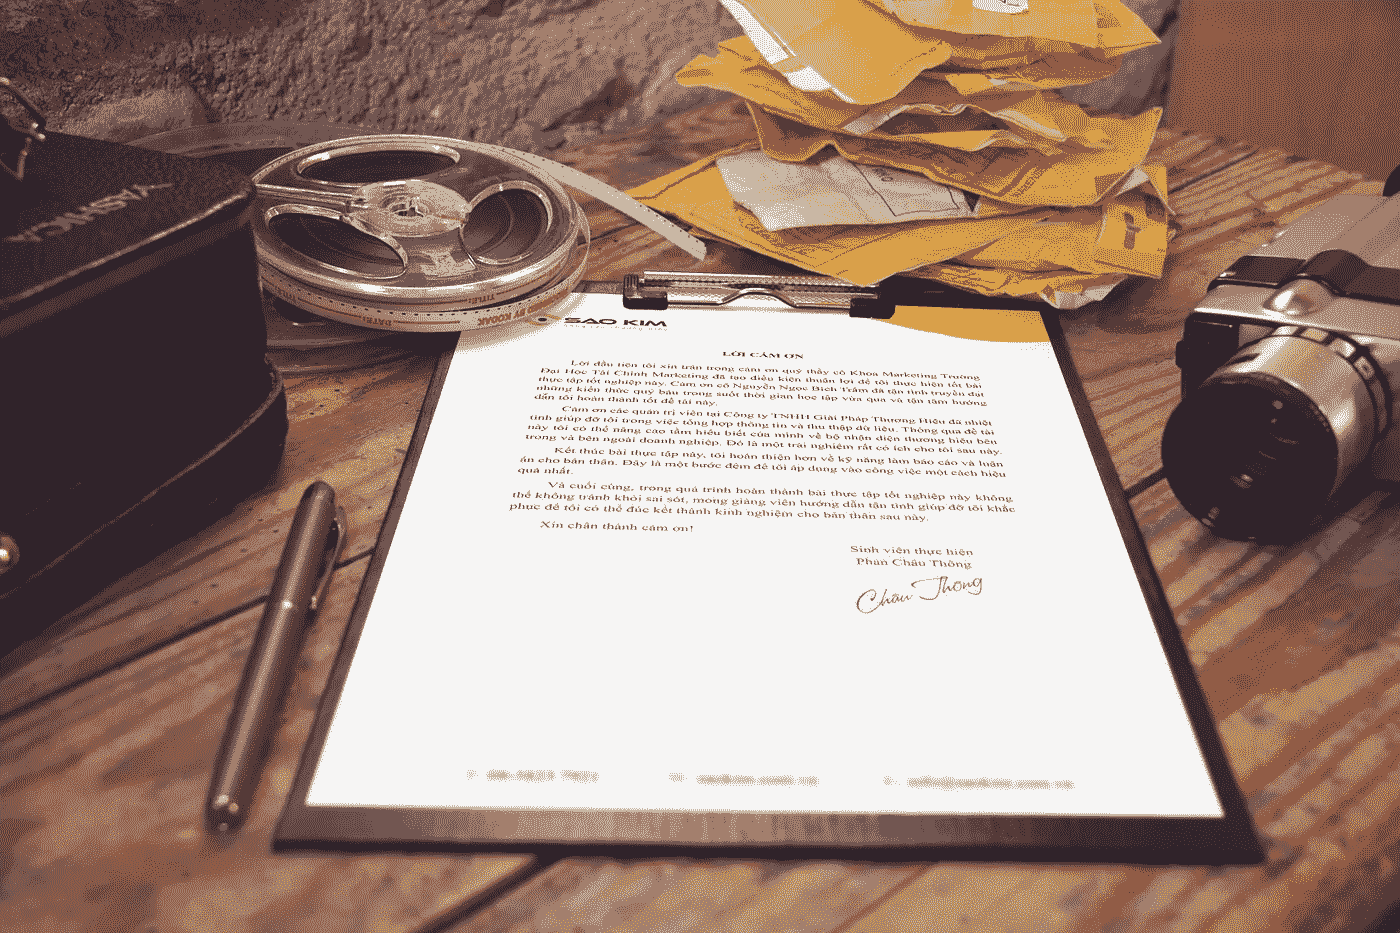 YASHICA
TITLE:
DATE:
BY KODAK
SAO KIM
LỜI CẢM ƠN
Lời đầu tiên tôi xin trân trọng cảm ơn quý thầy cô Khoa Marketing Trường
Đại Học Tài Chính Marketing đã tạo điều kiện thuận lợi để tôi thực hiện tốt bài
thực tập tốt nghiệp này. Cảm ơn cô Nguyễn Ngọc Bích Trâm đã tận tình truyền đạt
những kiến thức quý báu trong suốt thời gian học tập vừa qua và tận tâm hướng
dẫn tôi hoàn thành tốt đề tài này.
Cảm ơn các quản trị viên tại Công ty TNHH Giải Pháp Thương Hiệu đã nhiệt
tình giúp đỡ tôi trong việc tổng hợp thông tin và thu thập dữ liệu. Thông qua đề tài
này tôi có thể nâng cao tầm hiểu biết của mình về bộ nhận diện thương hiệu bên
trong và bên ngoài doanh nghiệp. Đó là một trải nghiệm rất có ích cho tôi sau này.
Kết thúc bài thực tập này, tôi hoàn thiện hơn về kỹ năng làm báo cáo và luận
án cho bản thân. Đây là một bước đệm để tôi áp dụng vào công việc một cách hiệu
quả nhất.
Và cuối cùng, trong quá trình hoàn thành bài thực tập tốt nghiệp này không
thể không tránh khỏi sai sót, mong giảng viên hướng dẫn tận tình giúp đỡ tôi khắc
phục để tôi có thể đúc kết thành kinh nghiệm cho bản thân sau này.
Xin chân thành cảm ơn!
Sinh viên thực hiện
Phan Châu Thông
Châu Thông